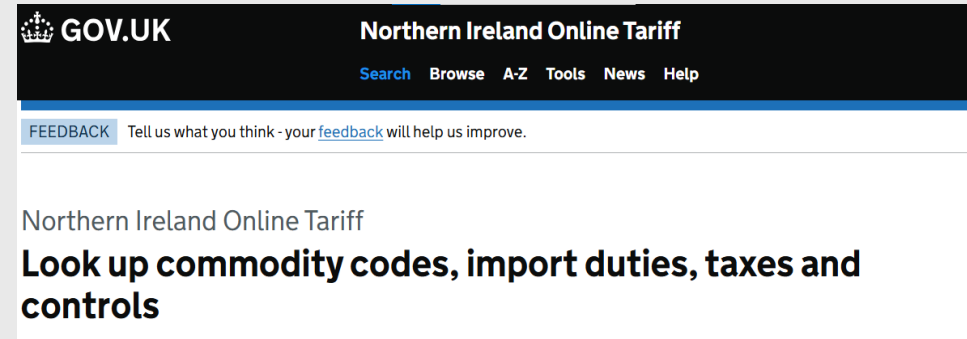 GOV.UK
Northern Ireland Online Tariff
Search Browse A-Z Tools News Help
FEEDBACK Tell us what you think - your feedback will help us improve.
Northern Ireland Online Tariff
Look up commodity codes, import duties, taxes and
controls